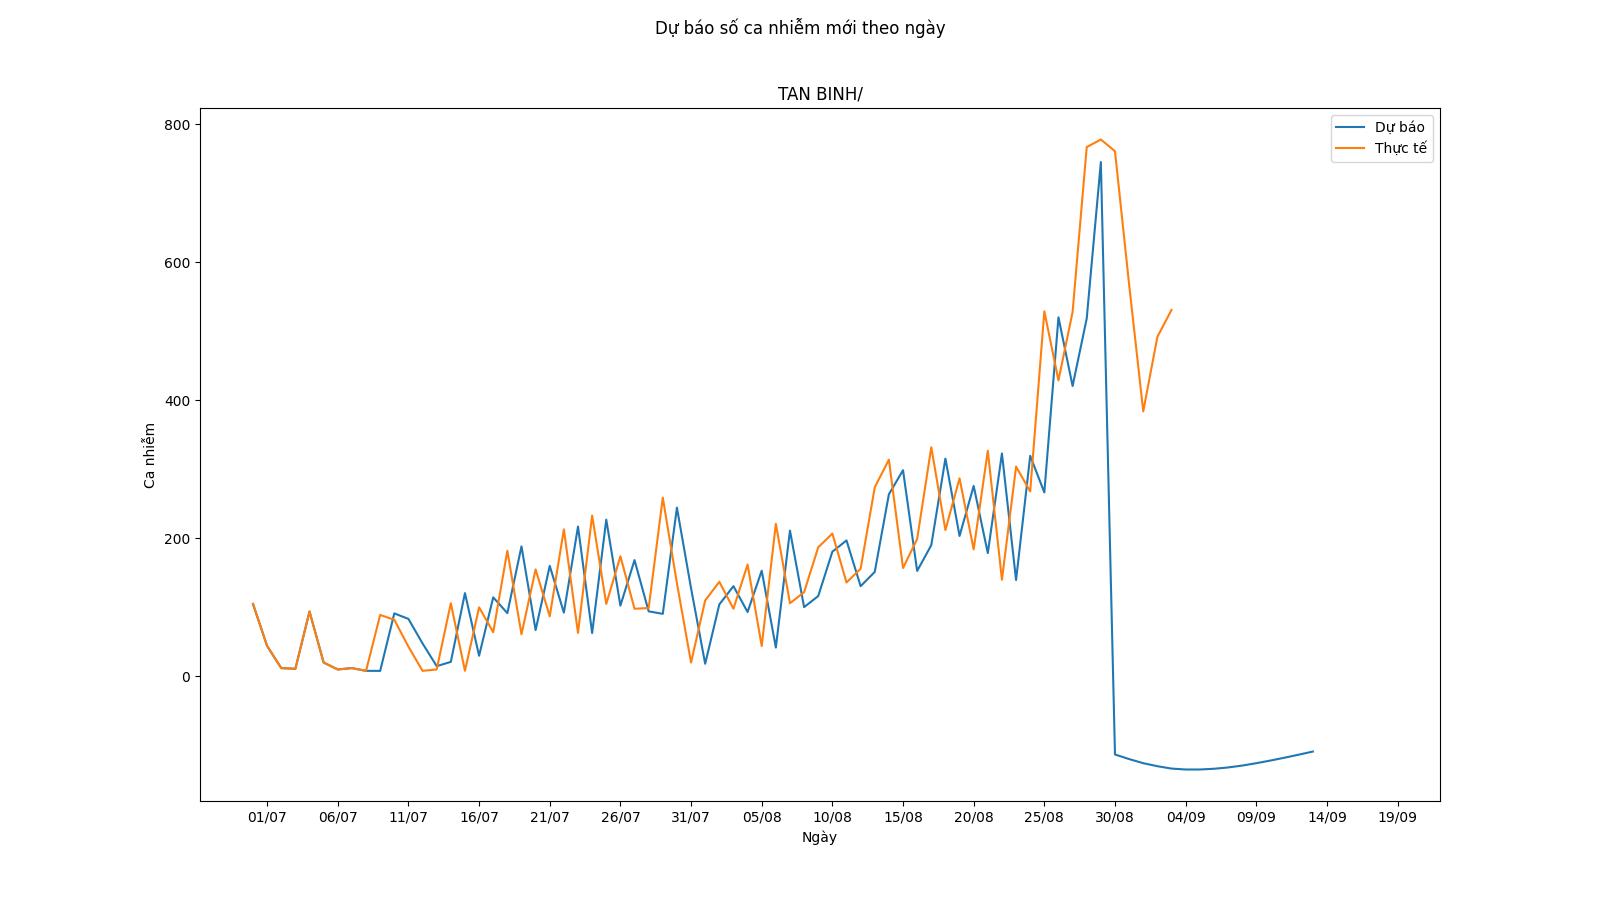 Dự báo số ca nhiễm mới theo ngày
TAN BINH/
Dự báo
Thực tế
800
600
400
200
0
Ca nhiễm
01/07 06/07 11/07 16/07 21/07 26/07 31/07 05/08 10/08 15/08 20/08 25/08 30/08 04/09 09/09 14/09 19/09
Ngày